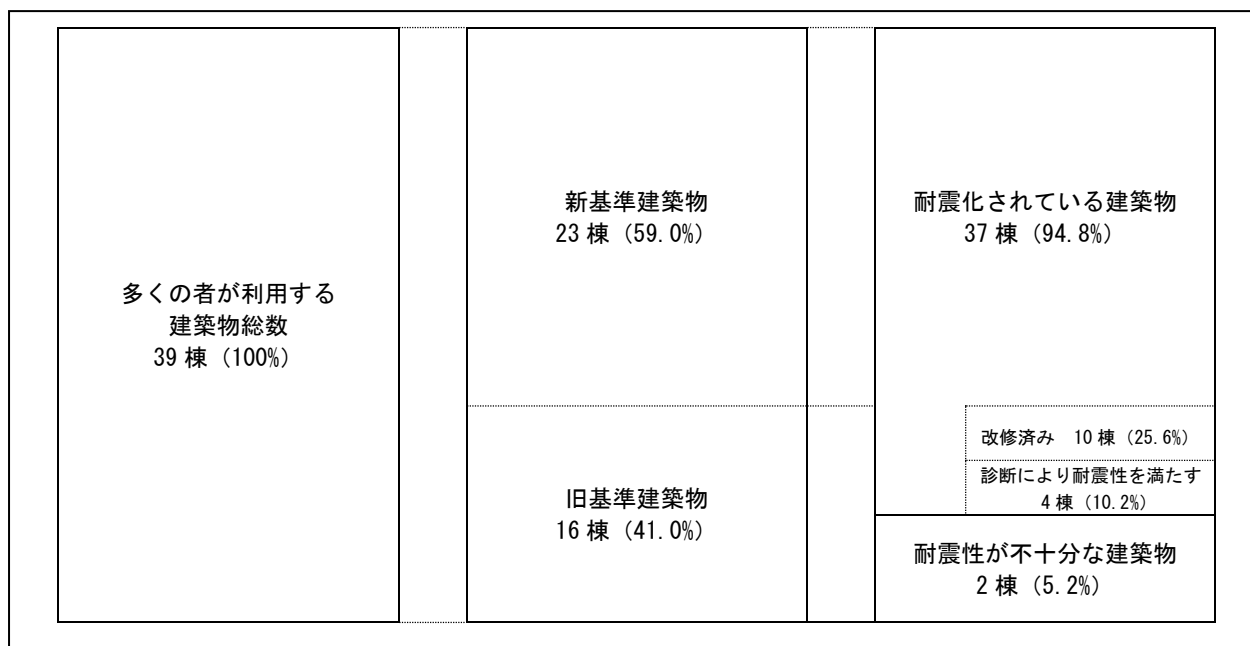 多くの者が利用する
建築物総数
39 棟（100%）
新基準建築物
23 棟（59.0%）
旧基準建築物
16 棟（41.0%）
耐震化されている建築物
37 棟（94.8%）
改修済み　10 棟（25.6%）
診断により耐震性を満たす
4 棟（10.2%）
耐震性が不十分な建築物
2 棟（5.2%）